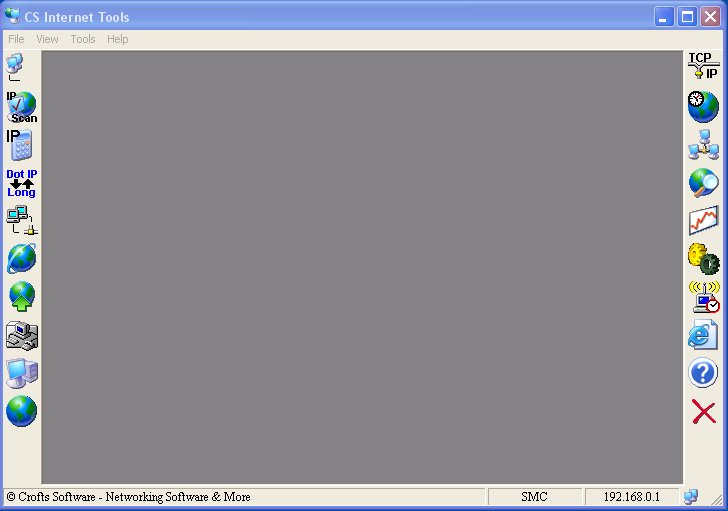 CS Internet Tools
File View Tools Help
TCP
IP
IP
Scan
IP
Dot IP
Long
© Crofts Software - Networking Software & More SMC 192.168.0.1